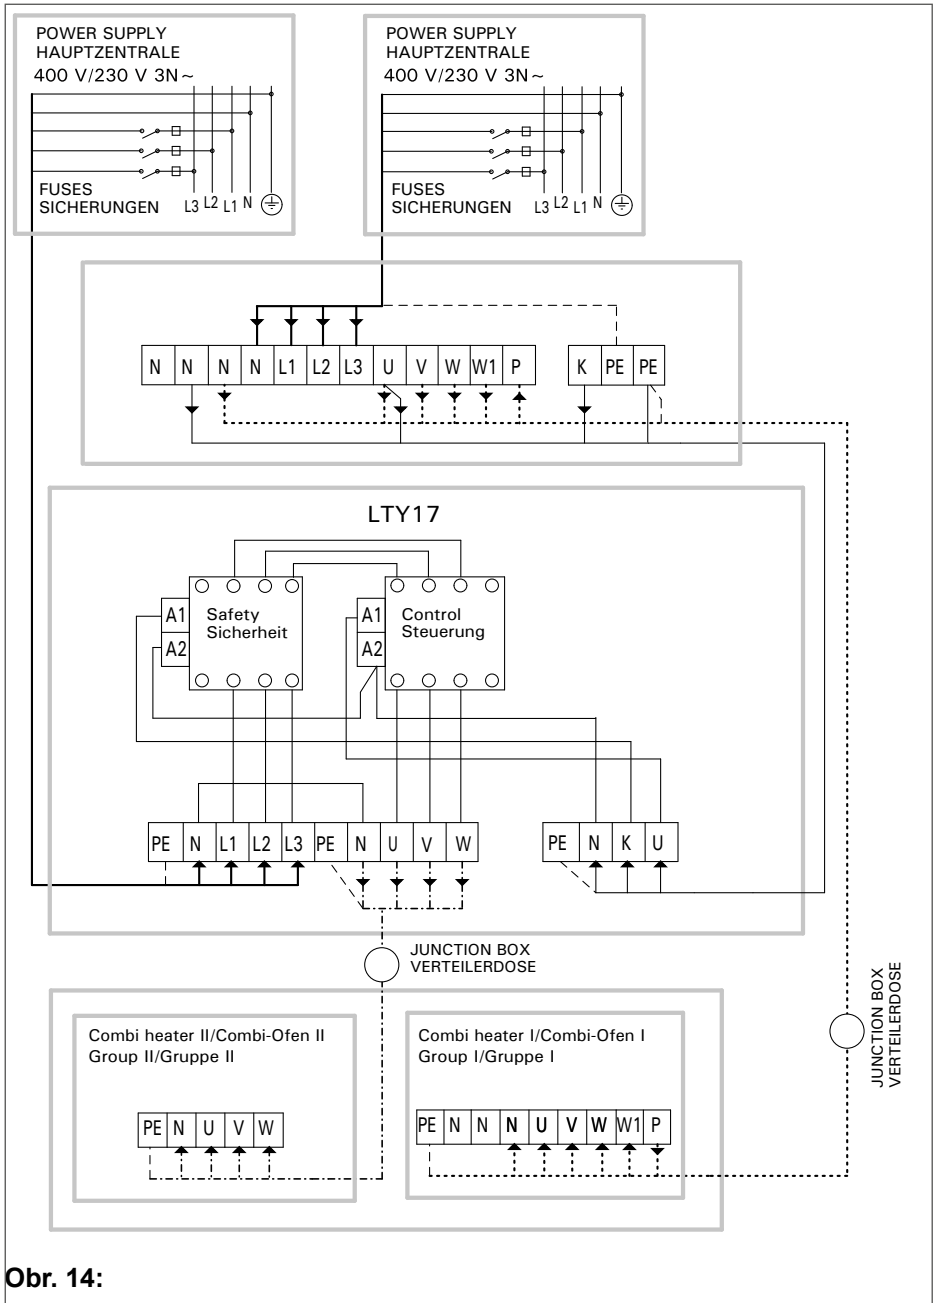 POWER SUPPLY
HAUPTZENTRALE
400 V/230 V 3N ~
FUSES
SICHERUNGEN
L3 L2 L1 N
POWER SUPPLY
HAUPTZENTRALE
400 V/230 V 3N ~
FUSES
SICHERUNGEN
L3 L2 L1 N
N N N N L1 L2 L3 U V W W1 P
K PE PE
LTY17
A1
A2
Safety
Sicherheit
A1
A2
Control
Steuerung
PE N L1 L2 L3 PE N U V W
PE N K U
JUNCTION BOX
VERTEILERDOSE
JUNCTION BOX
VERTEILERDOSE
Combi heater II/Combi-Ofen II
Group II/Gruppe II
PE N U V W
Combi heater I/Combi-Ofen I
Group I/Gruppe I
PE N N N U V W W1 P
Obr. 14: